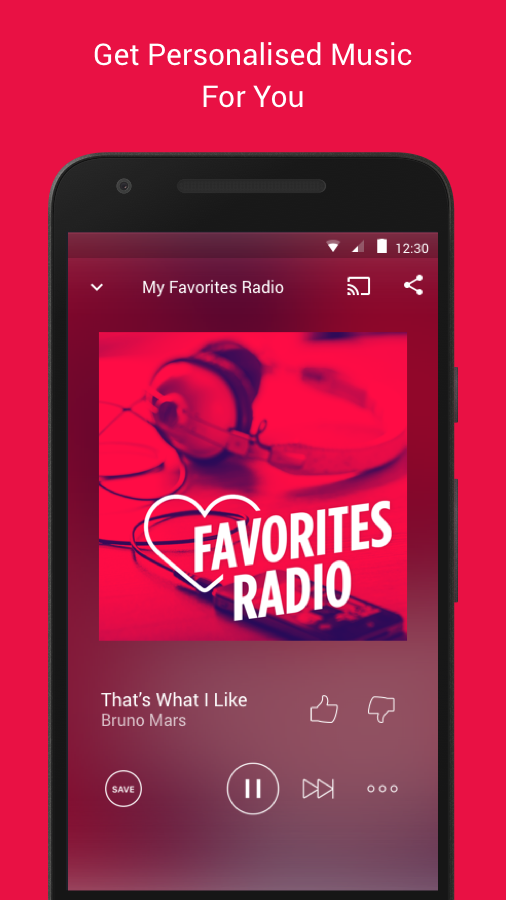 Get Personalised Music
For You
12:30
My Favorites Radio
FAVORITES
RADIO
That’s What I Like
Bruno Mars
SAVE